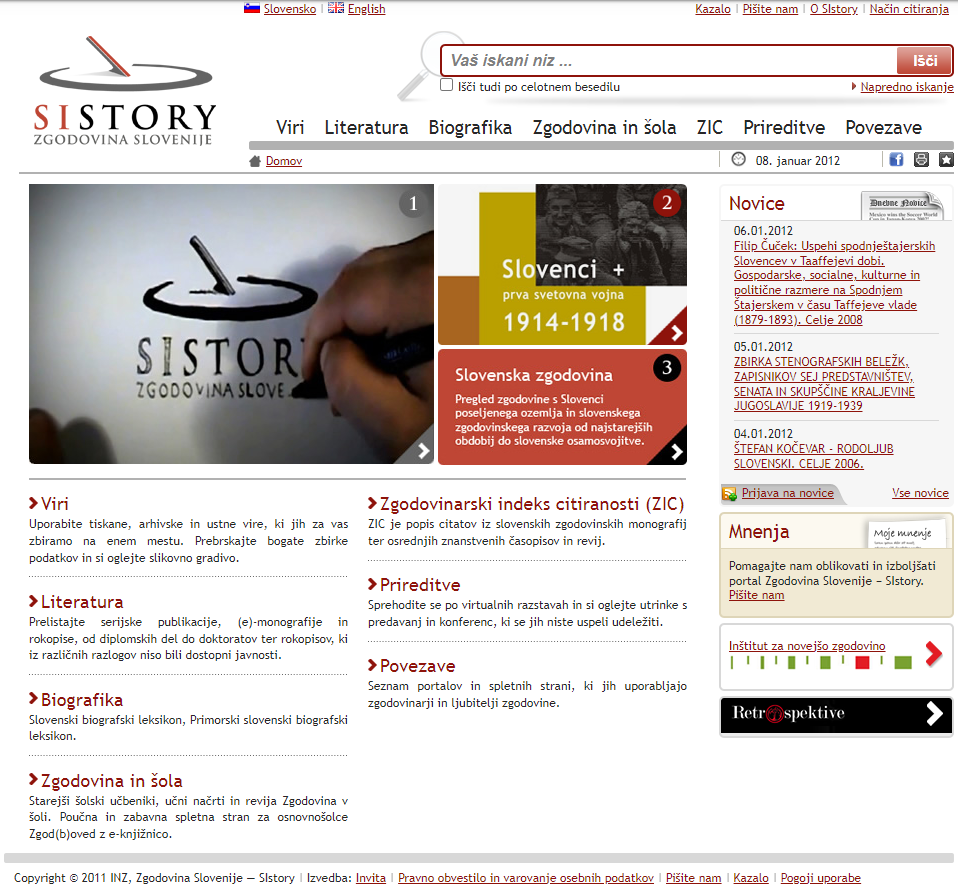 Slovensko | English
Kazalo | Pišite nam | O SIstory | Način citiranja
SISTORY
ZGODOVINA SLOVENIJE
Vaš iskani niz ...
Išči
Išči tudi po celotnem besedilu
Napredno iskanje
Viri Literatura Biografika Zgodovina in šola ZIC Prireditve Povezave
Domov
08. januar 2012
1
SISTOR
ZGODOVINA SLOVE
2
Slovenci +
prva svetovna vojna
1914-1918
3
Slovenska zgodovina
Pregled zgodovine s Slovenci
poseljenega ozemlja in slovenskega
zgodovinskega razvoja od najstarejših
obdobij do slovenske osamosvojitve.
Viri
Uporabite tiskane, arhivske in ustne vire, ki jih za vas
zbiramo na enem mestu. Prebrskajte bogate zbirke
podatkov in si oglejte slikovno gradivo.
Literatura
Prelistajte serijske publikacije, (e)-monografije in
rokopise, od diplomskih del do doktoratov ter rokopisov, ki
iz različnih razlogov niso bili dostopni javnosti.
Biografika
Slovenski biografski leksikon, Primorski slovenski biografski
leksikon.
Zgodovina in šola
Starejši šolski učbeniki, učni načrti in revija Zgodovina v
šoli. Poučna in zabavna spletna stran za osnovnošolce
Zgod(b)oved z e-knjižnico.
Zgodovinarski indeks citiranosti (ZIC)
ZIC je popis citatov iz slovenskih zgodovinskih monografij
ter osrednjih znanstvenih časopisov in revij.
Prireditve
Sprehodite se po virtualnih razstavah in si oglejte utrinke s
predavanj in konferenc, ki se jih niste uspeli udeležiti.
Povezave
Seznam portalov in spletnih strani, ki jih uporabljajo
zgodovinarji in ljubitelji zgodovine.
Novice
Dnevne Novice
Mexico wins the Soccer World
06.01.2012
Filip Čuček: Uspehi spodnještajerskih
Slovencev v Taaffejevi dobi.
Gospodarske, socialne, kulturne in
politične razmere na Spodnjem
Štajerskem v času Taffejeve vlade
(1879-1893). Celje 2008
05.01.2012
ZBIRKA STENOGRAFSKIH BELEŽK,
ZAPISNIKOV SEJ PREDSTAVNIŠTEV,
SENATA IN SKUPŠČINE KRALJEVINE
JUGOSLAVIJE 1919-1939
04.01.2012
ŠTEFAN KOČEVAR - RODOLJUB
SLOVENSKI. CELJE 2006.
Prijava na novice
Vse novice
Mnenja
Moje mnenje
Pomagajte nam oblikovati in izboljšati
portal Zgodovina Slovenije – SIstory.
Pišite nam
Inštitut za novejšo zgodovino
Retrospektive
Copyright © 2011 INZ, Zgodovina Slovenije — SIstory | Izvedba: Invita | Pravno obvestilo in varovanje osebnih podatkov | Pišite nam | Kazalo | Pogoji uporabe